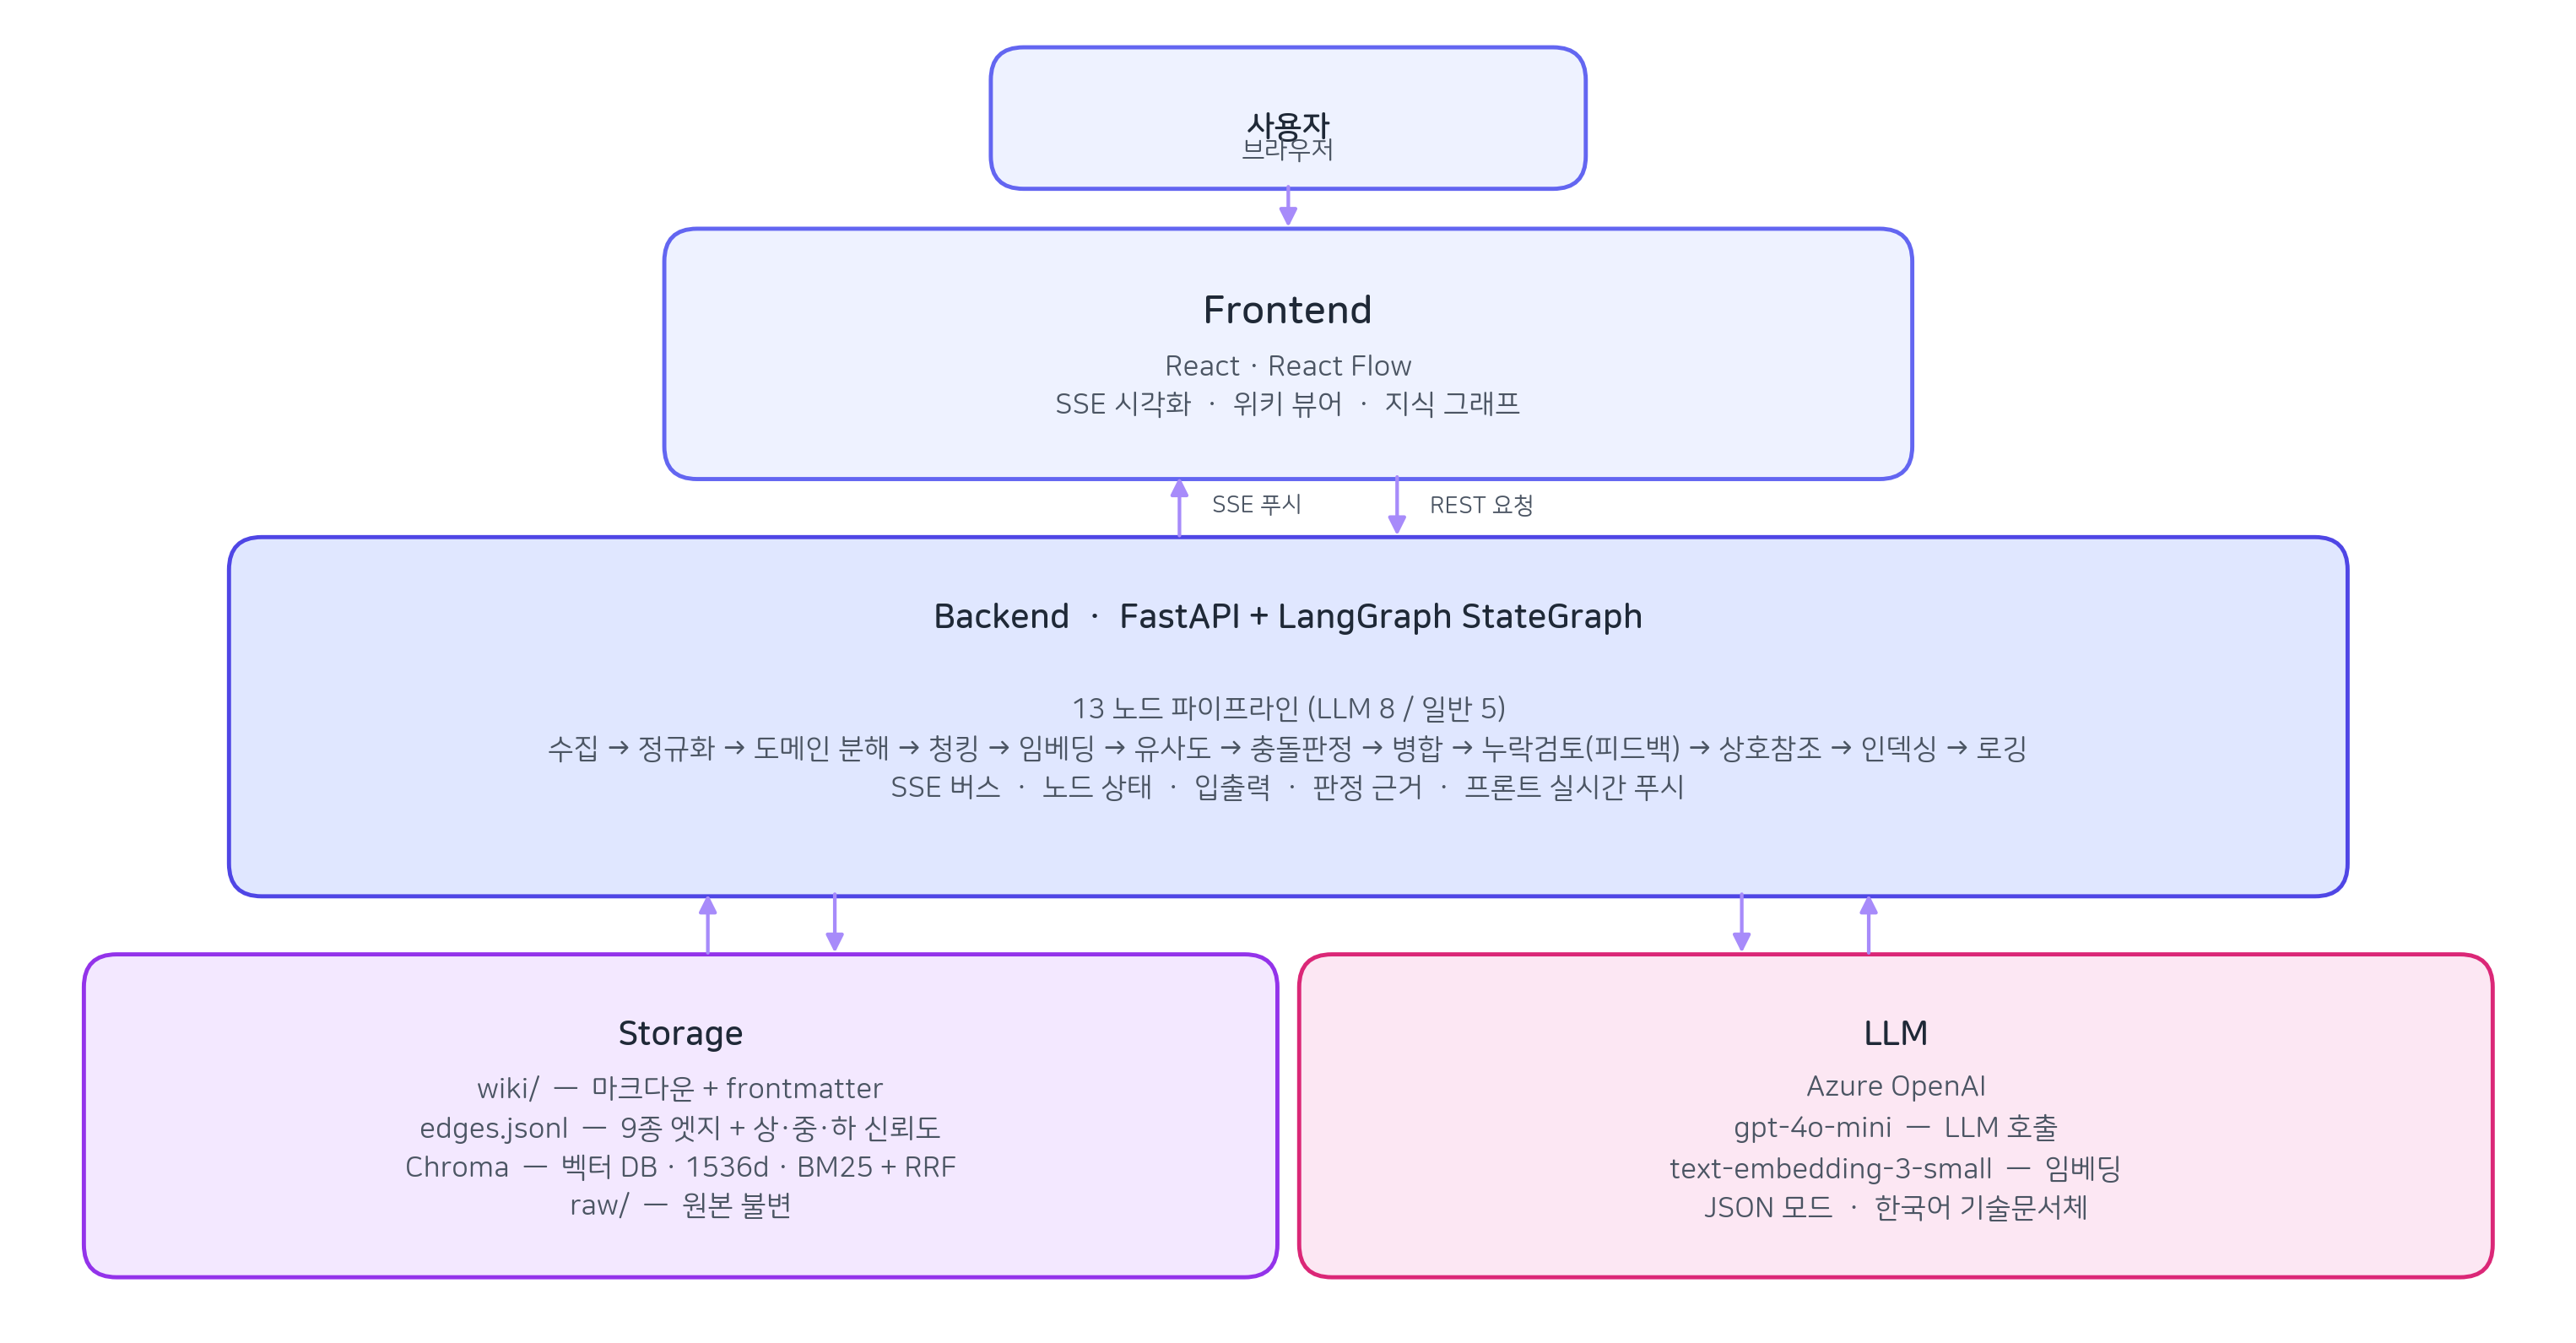 사용자
브라우저
Frontend
React · React Flow
SSE 시각화 · 위키 뷰어 · 지식 그래프
SSE 푸시
REST 요청
Backend · FastAPI + LangGraph StateGraph
13 노드 파이프라인 (LLM 8 / 일반 5)
수집 → 정규화 → 도메인 분해 → 청킹 → 임베딩 → 유사도 → 충돌판정 → 병합 → 누락검토(피드백) → 상호참조 → 인덱싱 → 로깅
SSE 버스 · 노드 상태 · 입출력 · 판정 근거 · 프론트 실시간 푸시
Storage
wiki/ — 마크다운 + frontmatter
edges.jsonl — 9종 엣지 + 상·중·하 신뢰도
Chroma — 벡터 DB · 1536d · BM25 + RRF
raw/ — 원본 불변
LLM
Azure OpenAI
gpt-4o-mini — LLM 호출
text-embedding-3-small — 임베딩
JSON 모드 · 한국어 기술문서체